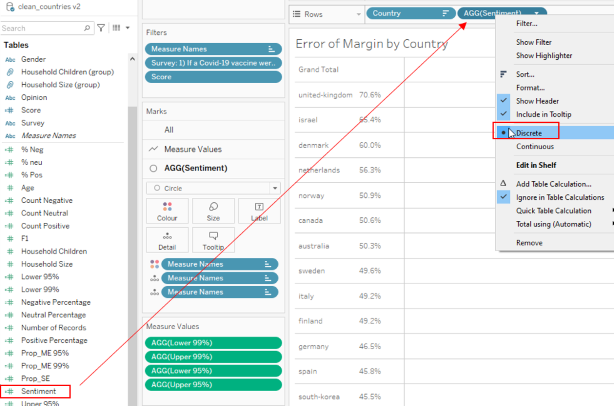 clean_countries v2
Search
Tables
Abc Gender
Household Children (group)
Household Size (group)
Abc Opinion
# Score
Abc Survey
Abc Measure Names
=# % Neg
=# % neu
=# % Pos
# Age
=# Count Negative
=# Count Neutral
=# Count Positive
# F1
# Household Children
# Household Size
=# Lower 95%
=# Lower 99%
=# Negative Percentage
=# Neutral Percentage
=# Number of Records
=# Positive Percentage
=# Prop_ME 95%
=# Prop_ME 99%
=# Prop_SE
=# Sentiment
=# Upper 95%
Filters
Measure Names
Survey: 1) If a Covid-19 vaccine wer..
Score
Marks
All
Measure Values
AGG(Sentiment)
Circle
Colour Size Label
Detail Tooltip
Measure Names
Measure Names
Measure Names
Measure Values
AGG(Lower 99%)
AGG(Upper 99%)
AGG(Lower 95%)
AGG(Upper 95%)
Rows Country AGG(Sentiment)
Error of Margin by Country
Grand Total
united-kingdom 70.6%
israel 65.4%
denmark 60.0%
netherlands 56.3%
norway 50.9%
canada 50.6%
australia 50.3%
sweden 49.6%
italy 49.2%
finland 49.2%
germany 46.5%
spain 45.8%
south-korea 45.5%
Filter...
Show Filter
Show Highlighter
Sort...
Format...
Show Header
Include in Tooltip
Discrete
Continuous
Edit in Shelf
Add Table Calculation...
Ignore in Table Calculations
Quick Table Calculation
Total using (Automatic)
Remove